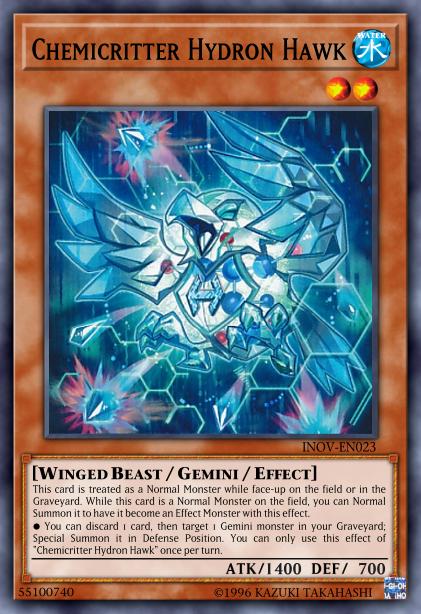 CHEMICRITTER HYDRON HAWK
WATER
水
H
INOV-EN023
[WINGED BEAST / GEMINI / EFFECT]
This card is treated as a Normal Monster while face-up on the field or in the
Graveyard. While this card is a Normal Monster on the field, you can Normal
Summon it to have it become an Effect Monster with this effect.
● You can discard 1 card, then target 1 Gemini monster in your Graveyard;
Special Summon it in Defense Position. You can only use this effect of
"Chemicritter Hydron Hawk" once per turn.
ATK/1400 DEF/ 700
55100740
©1996 KAZUKI TAKAHASHI